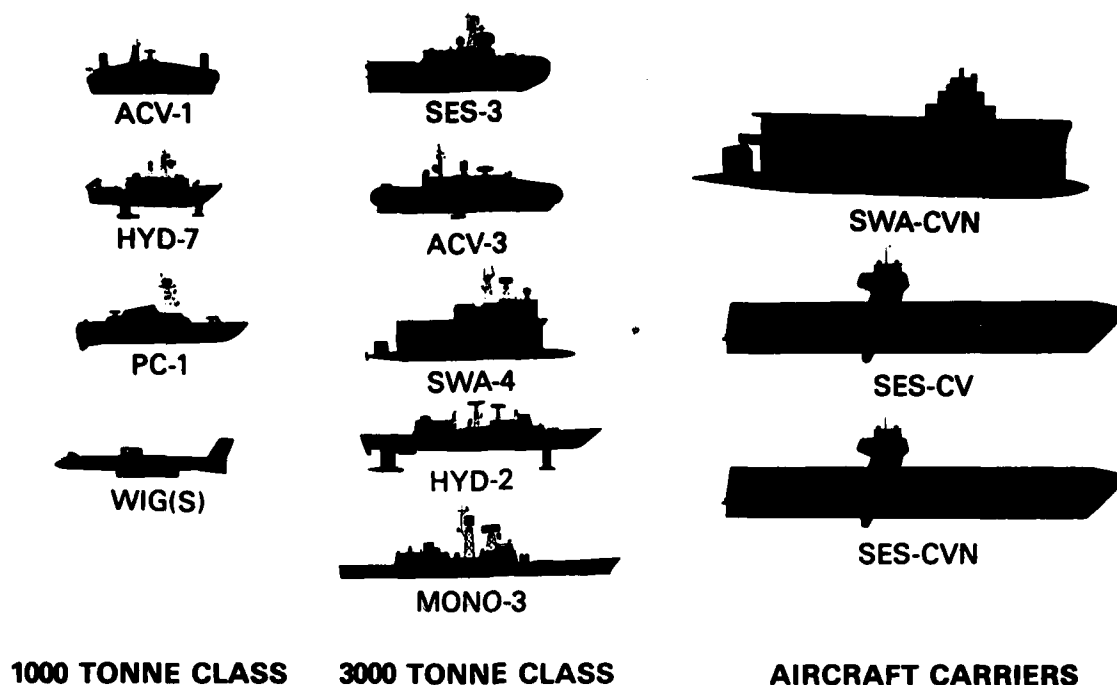 ACV-1
HYD-7
PC-1
WIG(S)
1000 TONNE CLASS
SES-3
ACV-3
SWA-4
HYD-2
MONO-3
3000 TONNE CLASS
SWA-CVN
SES-CV
SES-CVN
AIRCRAFT CARRIERS